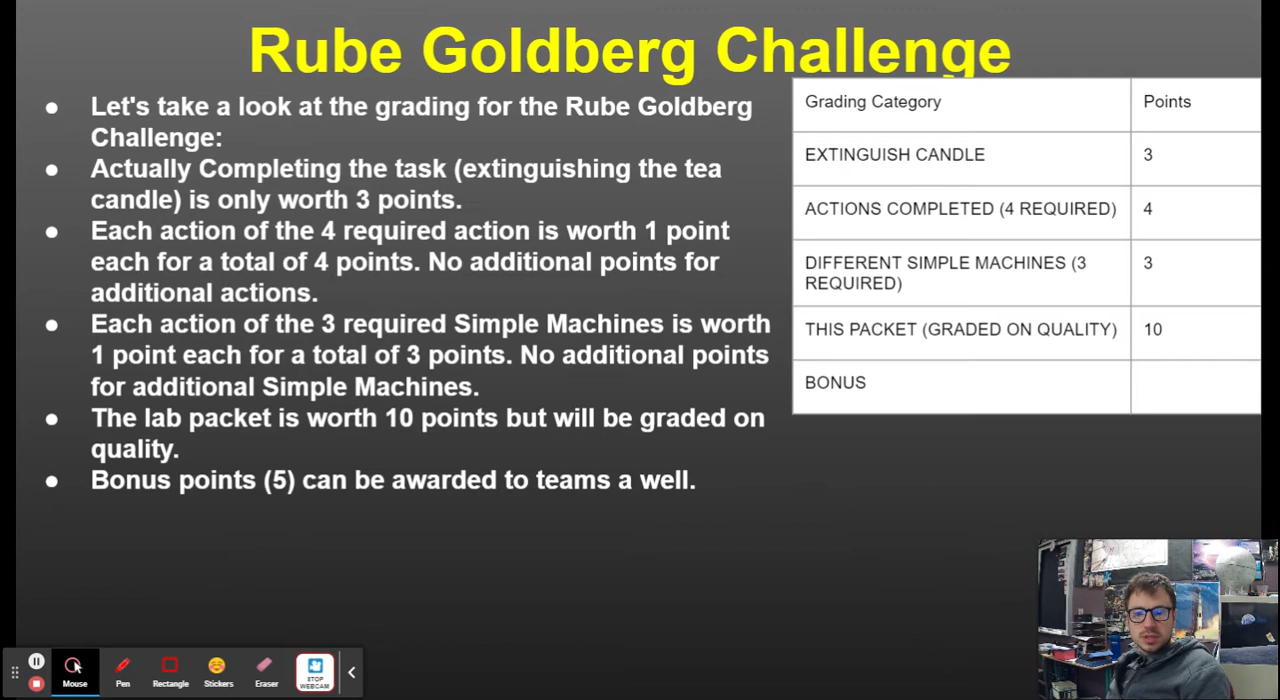 Rube Goldberg Challenge
● Let's take a look at the grading for the Rube Goldberg
Challenge:
● Actually Completing the task (extinguishing the tea
candle) is only worth 3 points.
● Each action of the 4 required action is worth 1 point
each for a total of 4 points. No additional points for
additional actions.
● Each action of the 3 required Simple Machines is worth
1 point each for a total of 3 points. No additional points
for additional Simple Machines.
● The lab packet is worth 10 points but will be graded on
quality.
● Bonus points (5) can be awarded to teams a well.
Grading Category Points
EXTINGUISH CANDLE 3
ACTIONS COMPLETED (4 REQUIRED) 4
DIFFERENT SIMPLE MACHINES (3 3
REQUIRED)
THIS PACKET (GRADED ON QUALITY) 10
BONUS
Mouse Pen Rectangle Stickers Eraser STOP
WEBCAM